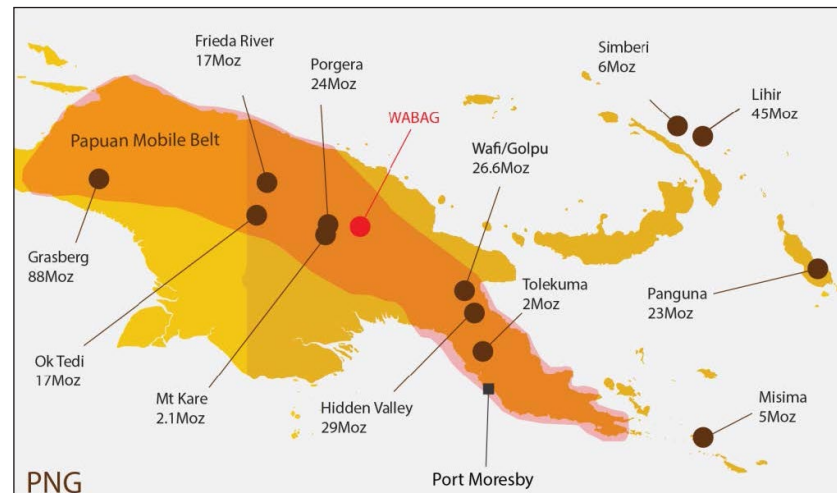 Frieda River
17Moz
Porgera
24Moz
Simberi
6Moz
Lihir
45Moz
WABAG
Papuan Mobile Belt
Wafi/Golpu
26.6Moz
Grasberg
88Moz
Tolekuma
2Moz
Panguna
23Moz
Ok Tedi
17Moz
Mt Kare
2.1Moz
Hidden Valley
29Moz
Misima
5Moz
Port Moresby
PNG